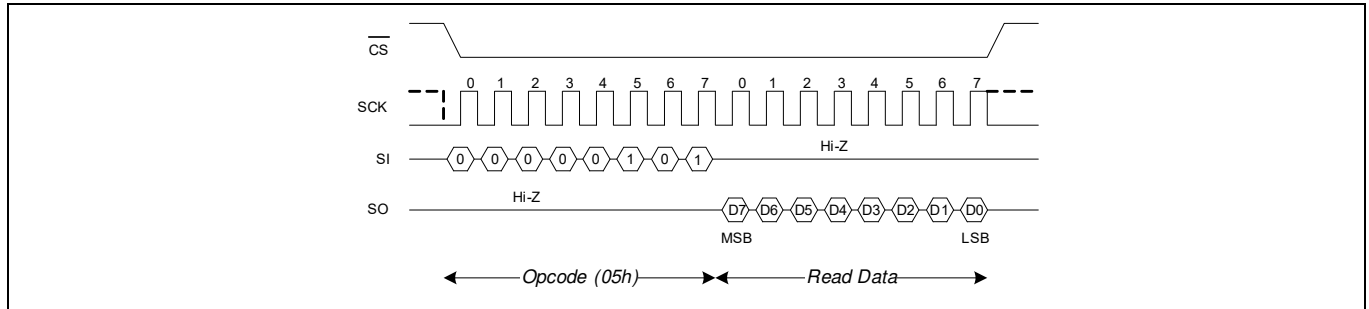 CS
0 1 2 3 4 5 6 7 0 1 2 3 4 5 6 7
SCK
Hi-Z
SI 0 0 0 0 0 1 0 1
Hi-Z
SO D7 D6 D5 D4 D3 D2 D1 D0
MSB LSB
Opcode (05h) Read Data